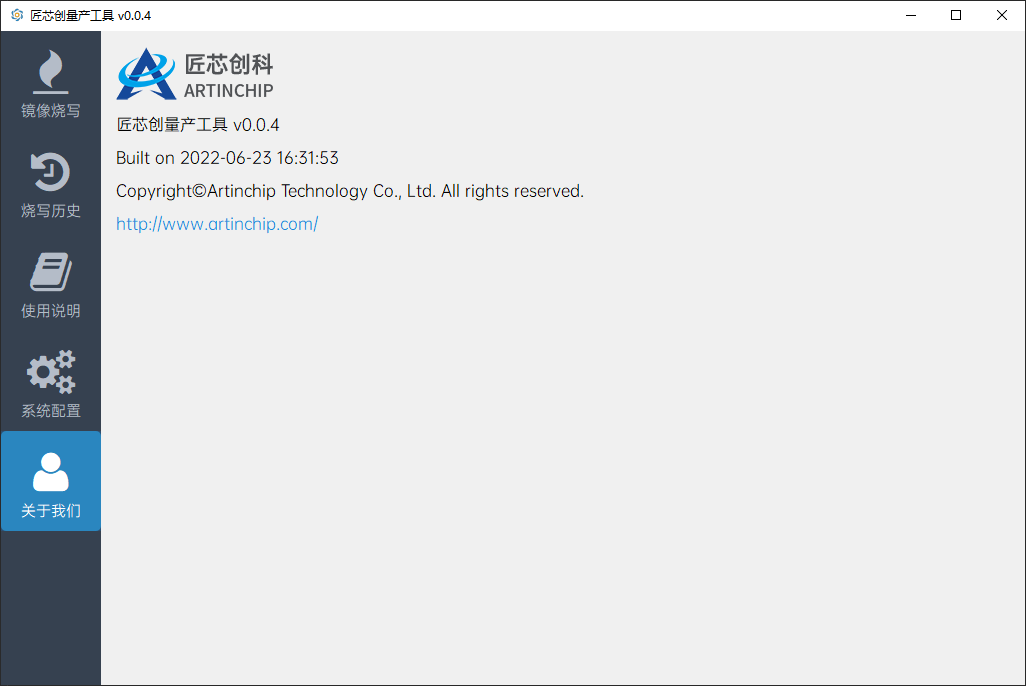 匠芯创量产工具 v0.0.4
镜像烧写
烧写历史
使用说明
系统配置
关于我们
匠芯创科
ARTINCHIP
匠芯创量产工具 v0.0.4
Built on 2022-06-23 16:31:53
Copyright©Artinchip Technology Co., Ltd. All rights reserved.
http://www.artinchip.com/